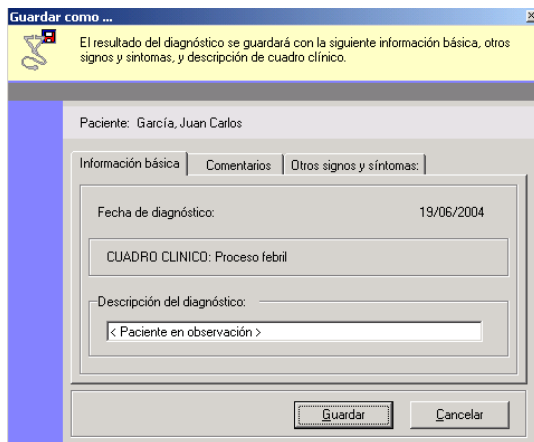 Guardar como ...
El resultado del diagnóstico se guardará con la siguiente información básica, otros
signos y sintomas, y descripción de cuadro clínico.
Paciente: García, Juan Carlos
Información básica
Comentarios
Otros signos y síntomas:
Fecha de diagnóstico: 19/06/2004
CUADRO CLINICO: Proceso febril
Descripción del diagnóstico:
< Paciente en observación >
Guardar
Cancelar